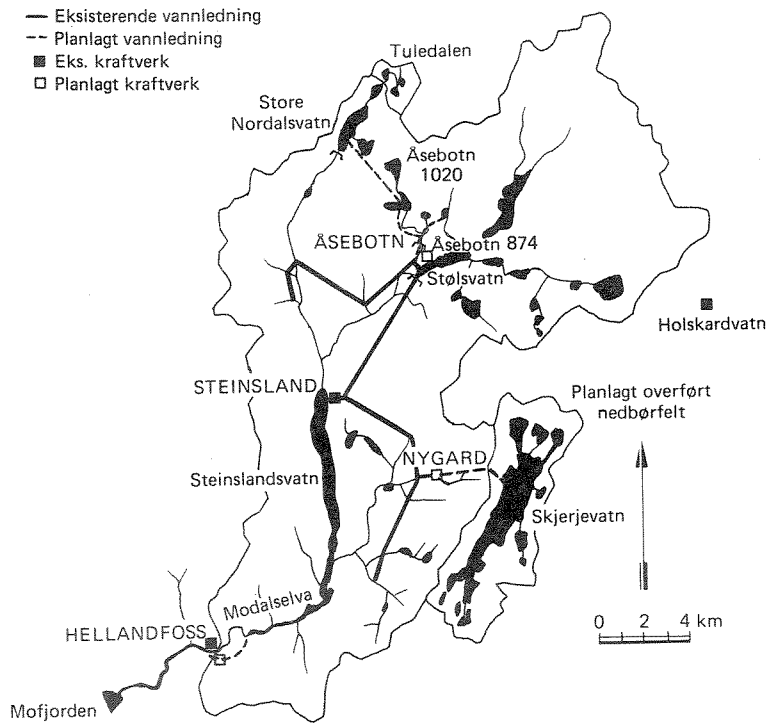 Eksisterende vannledning
Planlagt vannledning
Eks. kraftverk
Planlagt kraftverk
Tuledalen
Store
Nordalsvatn
Åsebotn
1020
ÅSEBOTN
Åsebotn 874
Stølsvatn
Holskardvatn
STEINSLAND
Planlagt overført
nedbørfelt
NYGARD
Steinslandsvatn
Skjerjevatn
Modalselva
HELLANDFOSS
0 2 4 km
Mofjorden